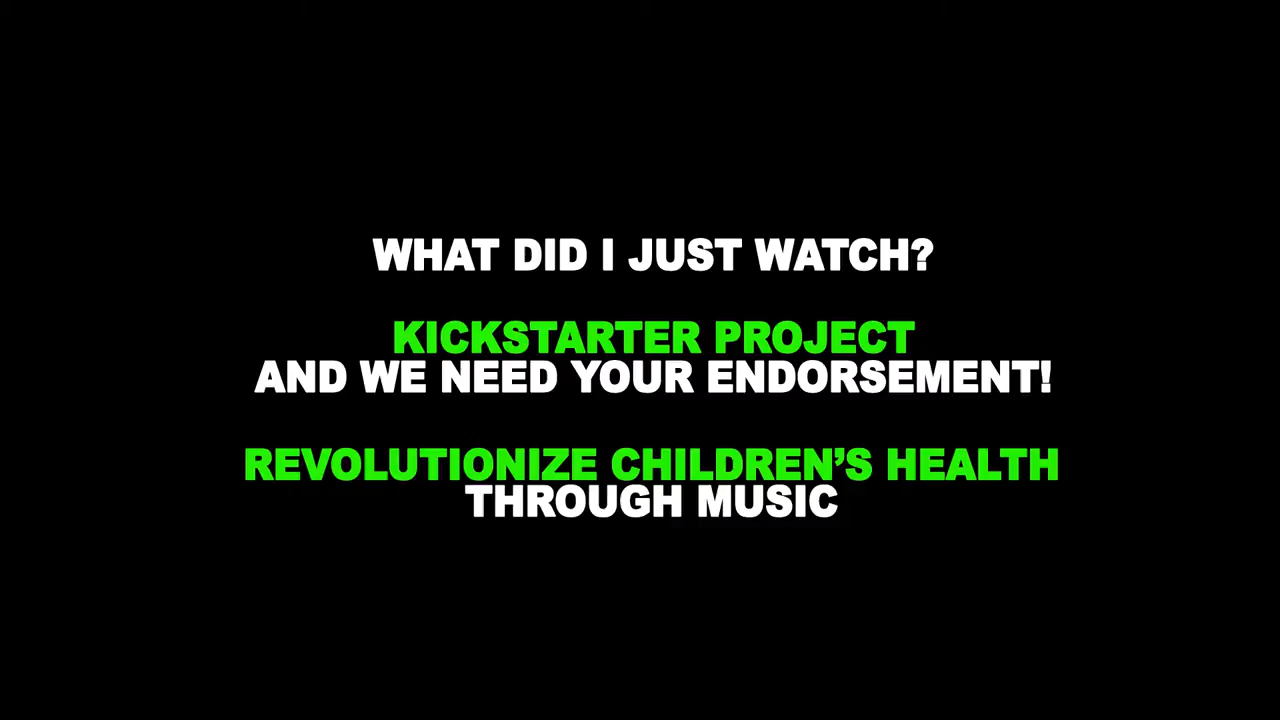 WHAT DID I JUST WATCH?
KICKSTARTER PROJECT
AND WE NEED YOUR ENDORSEMENT!
REVOLUTIONIZE CHILDREN’S HEALTH
THROUGH MUSIC